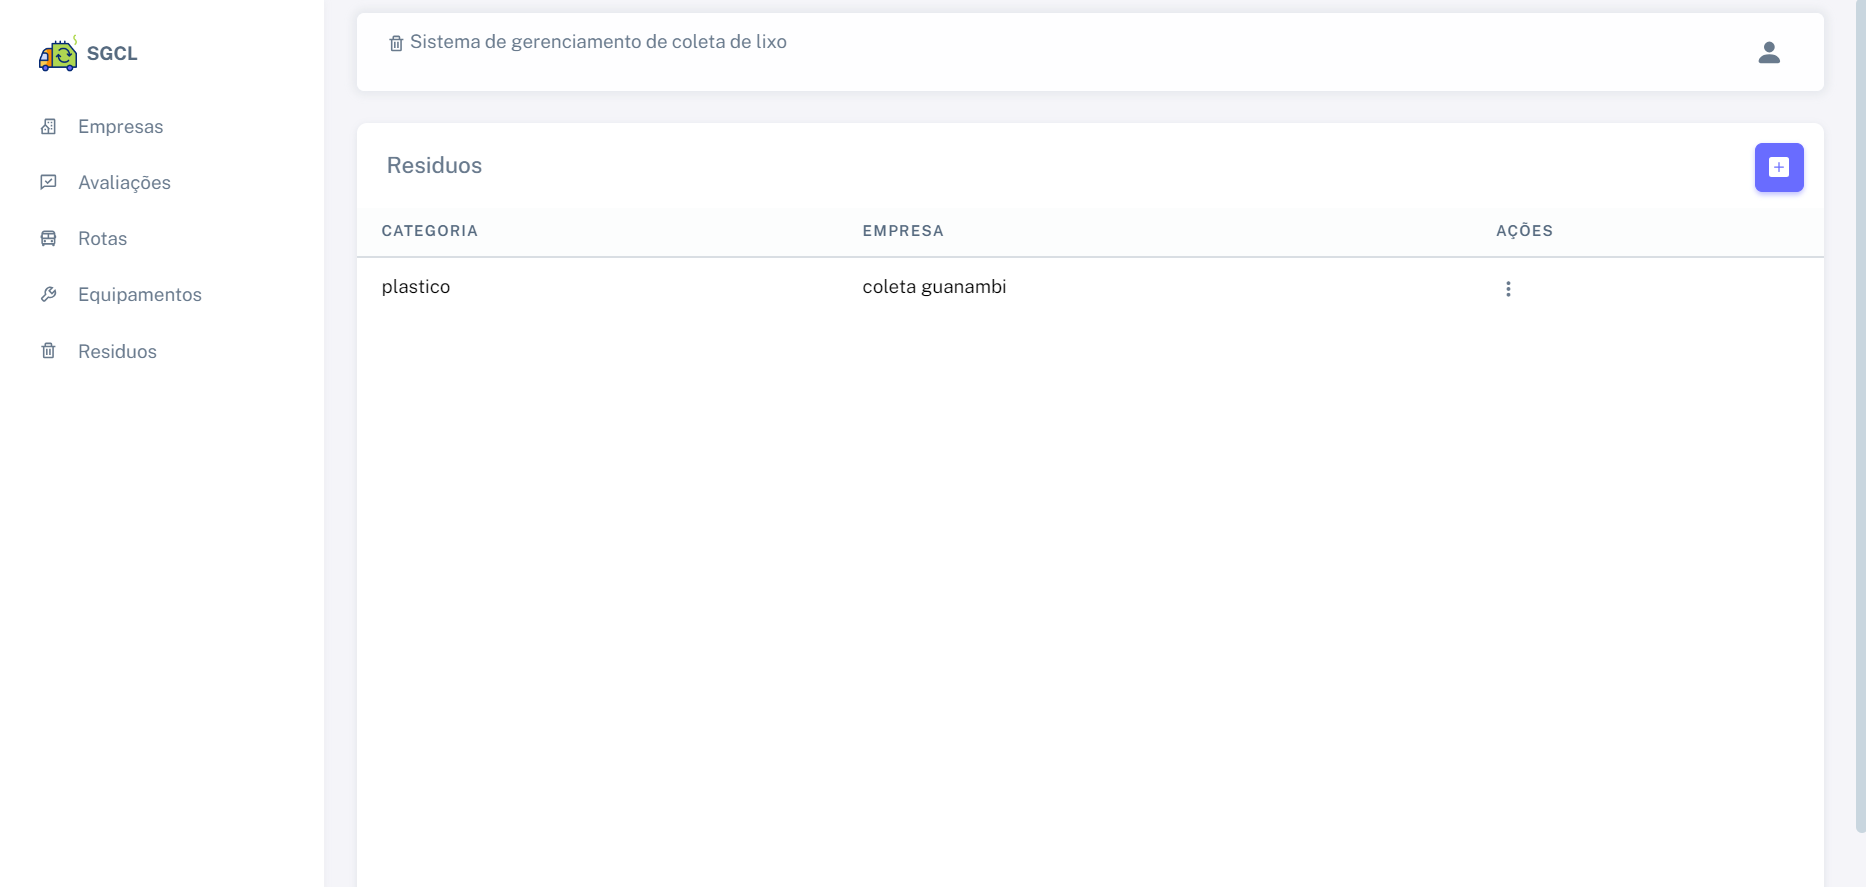 SGCL
Empresas
Avaliações
Rotas
Equipamentos
Residuos
Sistema de gerenciamento de coleta de lixo
Residuos
CATEGORIA EMPRESA AÇÕES
plastico coleta guanambi